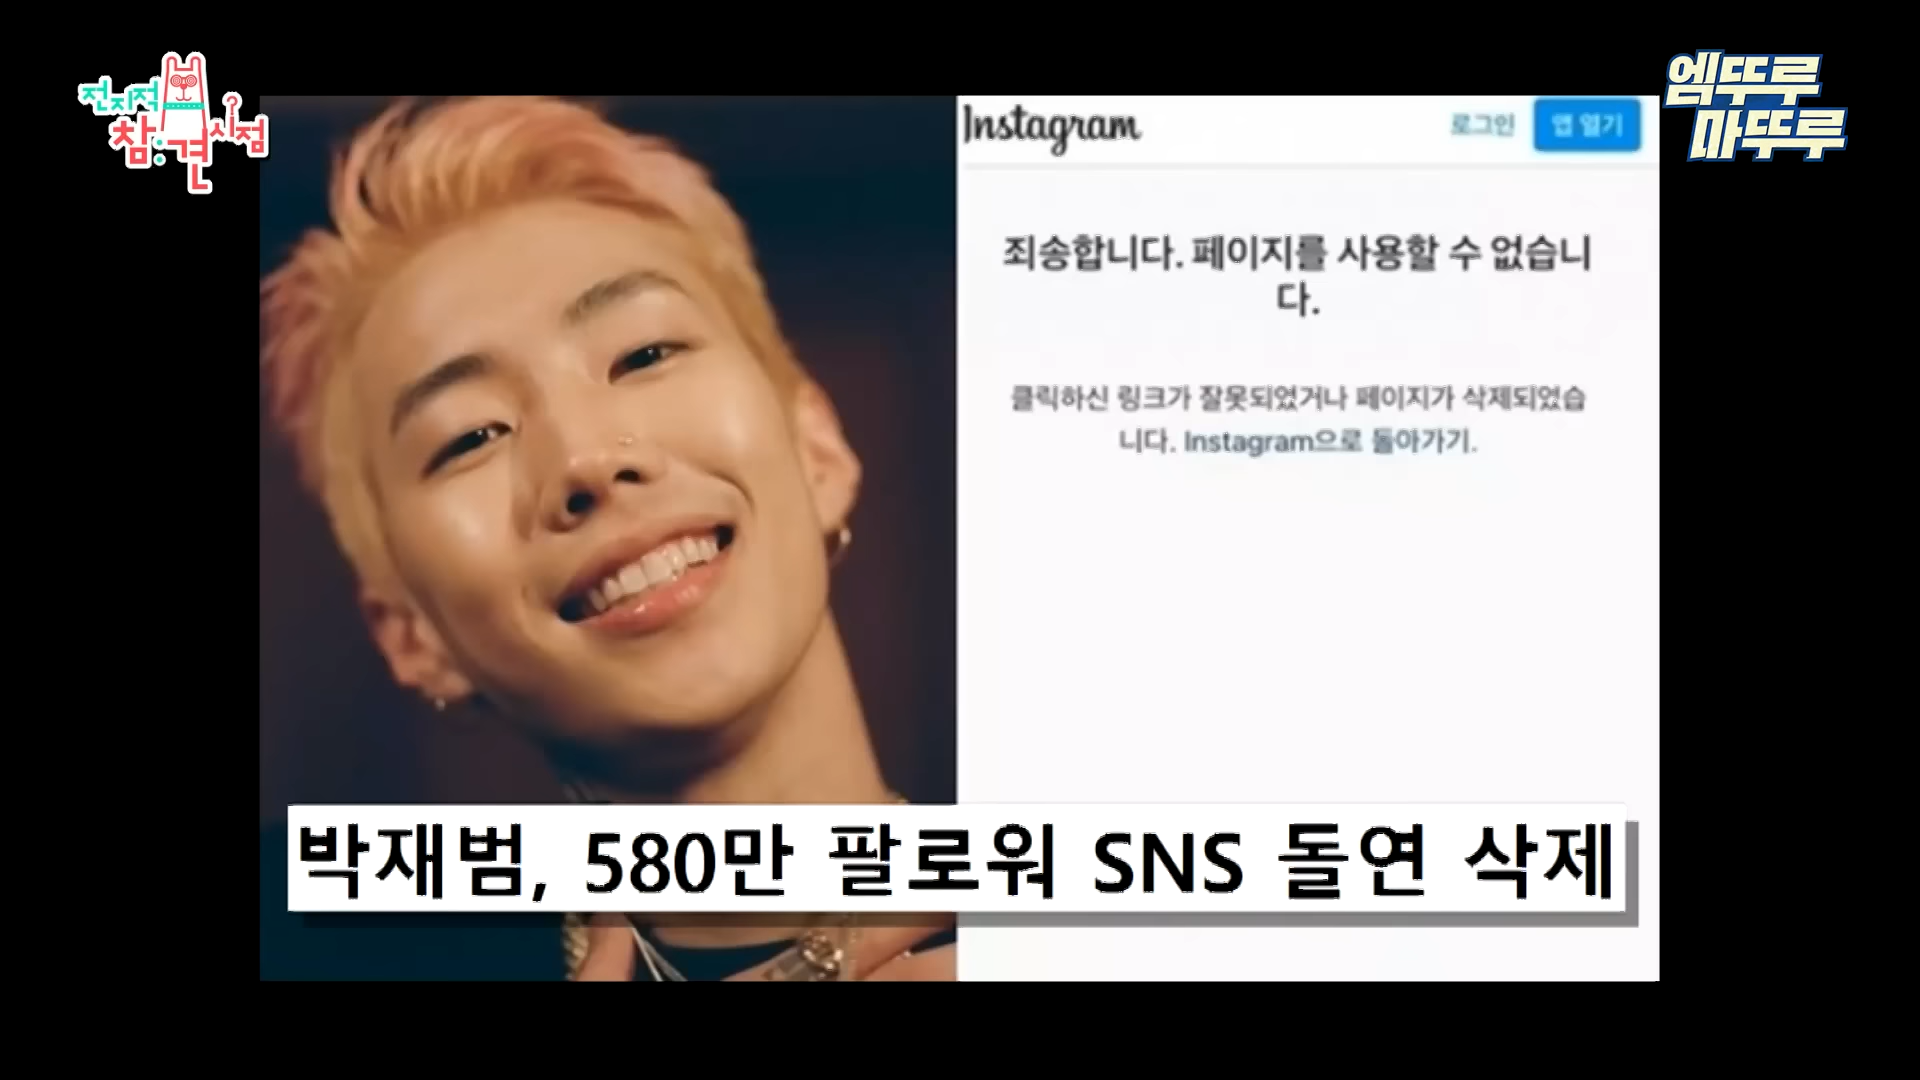 전지적
참:견
시점
엠뚜루
마뚜루
Instagram
로그인
앱 열기
죄송합니다. 페이지를 사용할 수 없습니
다.
클릭하신 링크가 잘못되었거나 페이지가 삭제되었습
니다. Instagram으로 돌아가기.
박재범, 580만 팔로워 SNS 돌연 삭제